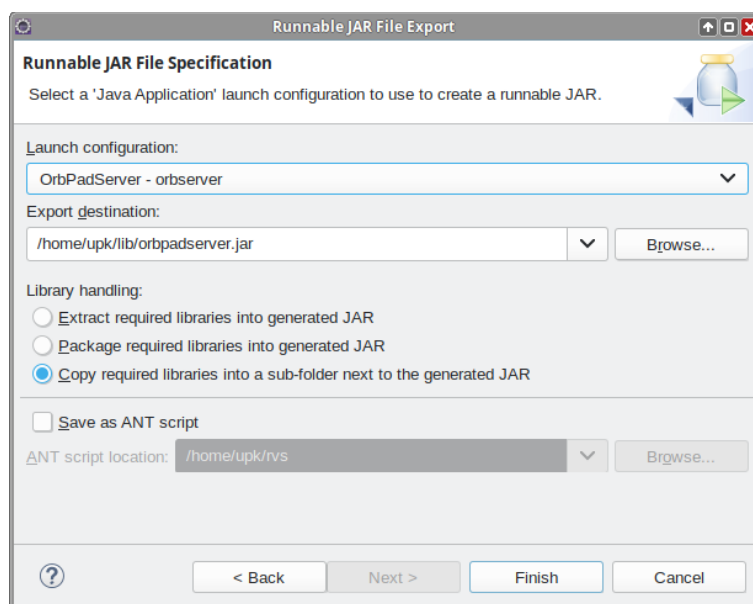 Runnable JAR File Export
Runnable JAR File Specification
Select a 'Java Application' launch configuration to use to create a runnable JAR.
Launch configuration:
OrbPadServer - orbserver
Export destination:
/home/upk/lib/orbpadserver.jar
Browse...
Library handling:
Extract required libraries into generated JAR
Package required libraries into generated JAR
Copy required libraries into a sub-folder next to the generated JAR
Save as ANT script
ANT script location: /home/upk/rvs Browse...
? < Back Next > Finish Cancel